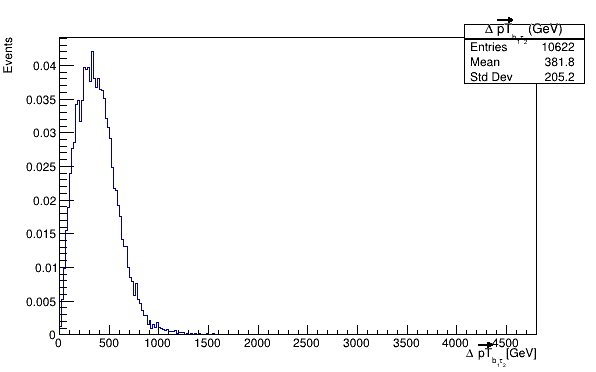 Δ pT b₁τ₂ (GeV)
Entries 10622
Mean 381.8
Std Dev 205.2
Events
0.04
0.035
0.03
0.025
0.02
0.015
0.01
0.005
0
0 500 1000 1500 2000 2500 3000 3500 4000 4500
Δ pT b₁τ₂ [GeV]